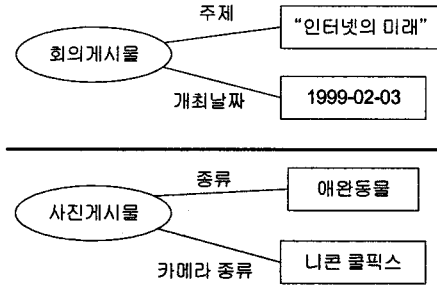 주제
“인터넷의 미래”
회의게시물
개최날짜
1999-02-03
종류
애완동물
사진게시물
카메라 종류
니콘 쿨픽스